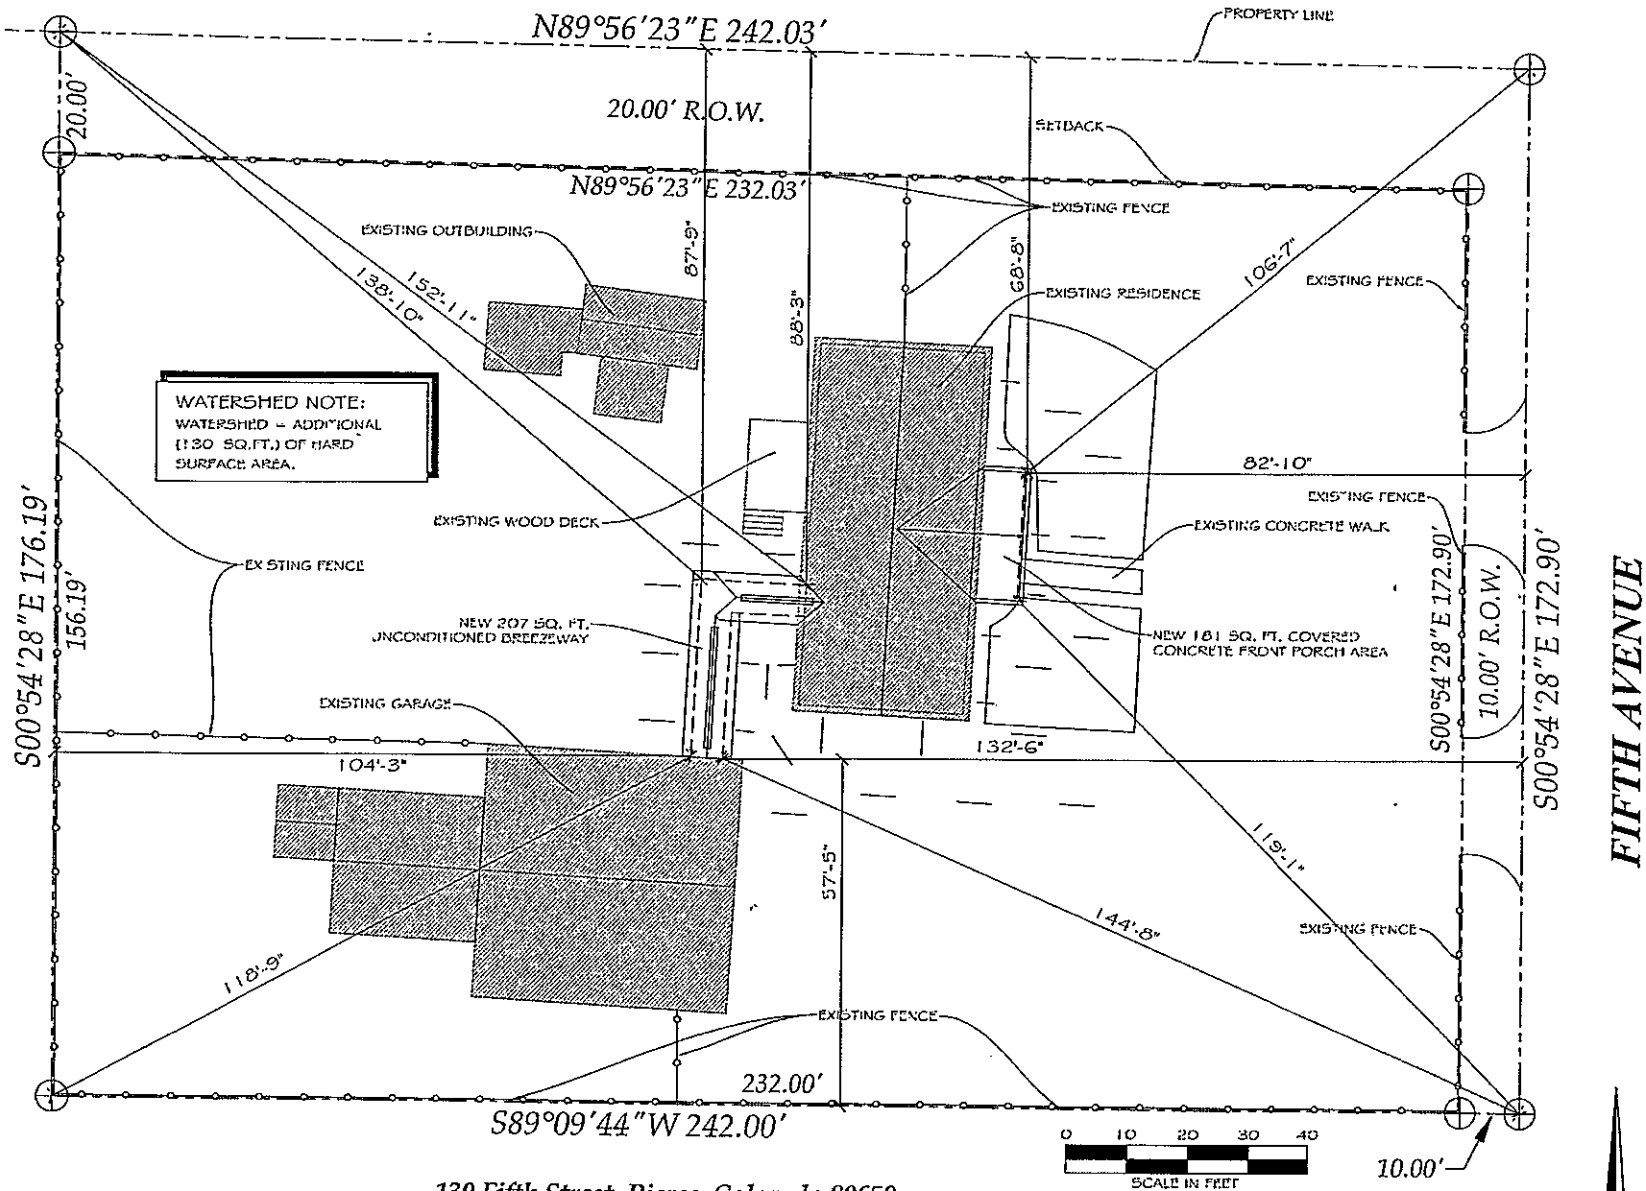 N89°56'23"E 242.03'
PROPERTY LINE
20.00'
20.00' R.O.W.
SETBACK
N89°56'23"E 232.03'
EXISTING FENCE
EXISTING OUTBUILDING
87'-9"
68'-8"
106'-7"
EXISTING FENCE
152'-11"
138'-10"
88'-3"
EXISTING RESIDENCE
WATERSHED NOTE:
WATERSHED – ADDITIONAL
(130 SQ.FT.) OF HARD
SURFACE AREA.
82'-10"
EXISTING FENCE
EXISTING WOOD DECK
EXISTING CONCRETE WALK
S00°54'28"E 176.19'
156.19'
EXISTING FENCE
S00°54'28"E 172.90'
10.00' R.O.W.
S00°54'28"E 172.90'
FIFTH AVENUE
NEW 207 SQ. FT.
UNCONDITIONED BREEZEWAY
NEW 181 SQ. FT. COVERED
CONCRETE FRONT PORCH AREA
EXISTING GARAGE
104'-3"
132'-6"
57'-5"
119'-1"
144'-8"
EXISTING FENCE
118'-9"
EXISTING FENCE
232.00'
S89°09'44"W 242.00'
0 10 20 30 40
SCALE IN FEET
10.00'